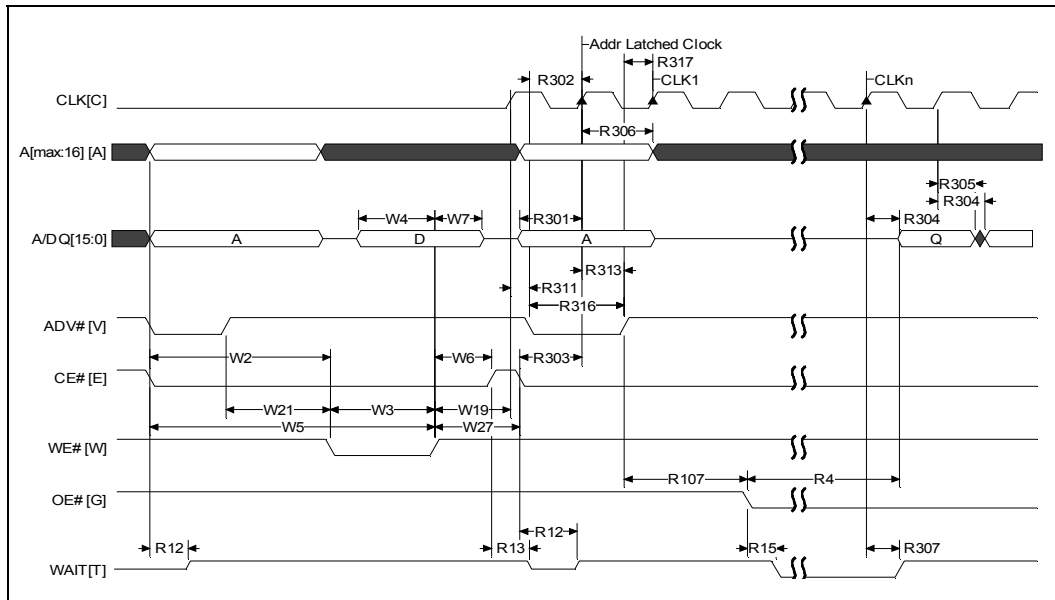 Addr Latched Clock
R317
R302
CLK1
CLKn
CLK[C]
R306
A[max:16] [A]
R305
R304
W4
W7
R301
R304
A/DQ[15:0]
A
D
A
Q
R313
R311
R316
ADV# [V]
W2
W6
R303
CE# [E]
W21
W3
W19
W5
W27
WE# [W]
R107
R4
OE# [G]
R12
R12
R13
R15
R307
WAIT[T]